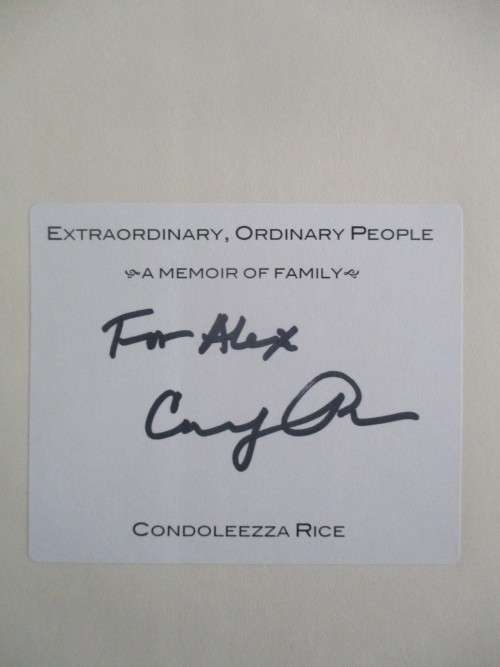 EXTRAORDINARY, ORDINARY PEOPLE
A MEMOIR OF FAMILY
For Alex
CONDOLEEZZA RICE